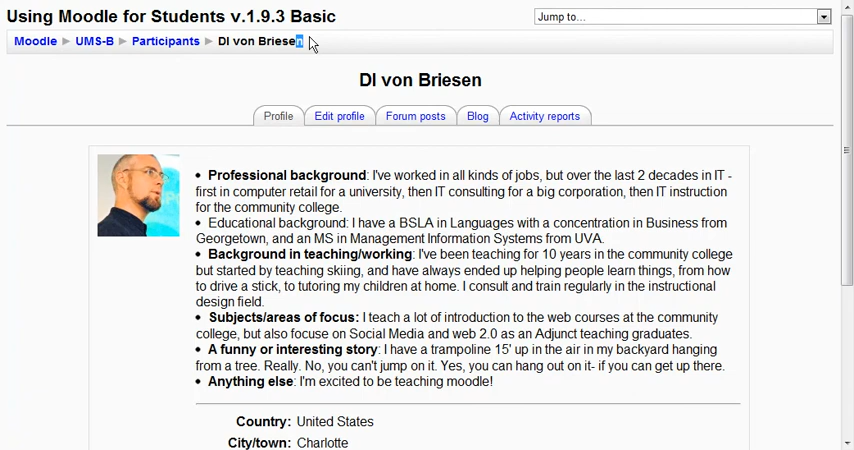 Using Moodle for Students v.1.9.3 Basic
Jump to...
Moodle ► UMS-B ► Participants ► DI von Briesen
DI von Briesen
Profile Edit profile Forum posts Blog Activity reports
• Professional background: I've worked in all kinds of jobs, but over the last 2 decades in IT -
first in computer retail for a university, then IT consulting for a big corporation, then IT instruction
for the community college.
• Educational background: I have a BSLA in Languages with a concentration in Business from
Georgetown, and an MS in Management Information Systems from UVA.
• Background in teaching/working: I've been teaching for 10 years in the community college
but started by teaching skiing, and have always ended up helping people learn things, from how
to drive a stick, to tutoring my children at home. I consult and train regularly in the instructional
design field.
• Subjects/areas of focus: I teach a lot of introduction to the web courses at the community
college, but also focus on Social Media and web 2.0 as an Adjunct teaching graduates.
• A funny or interesting story: I have a trampoline 15' up in the air in my backyard hanging
from a tree. Really. No, you can't jump on it. Yes, you can hang out on it- if you can get up there.
• Anything else: I'm excited to be teaching moodle!
Country: United States
City/town: Charlotte